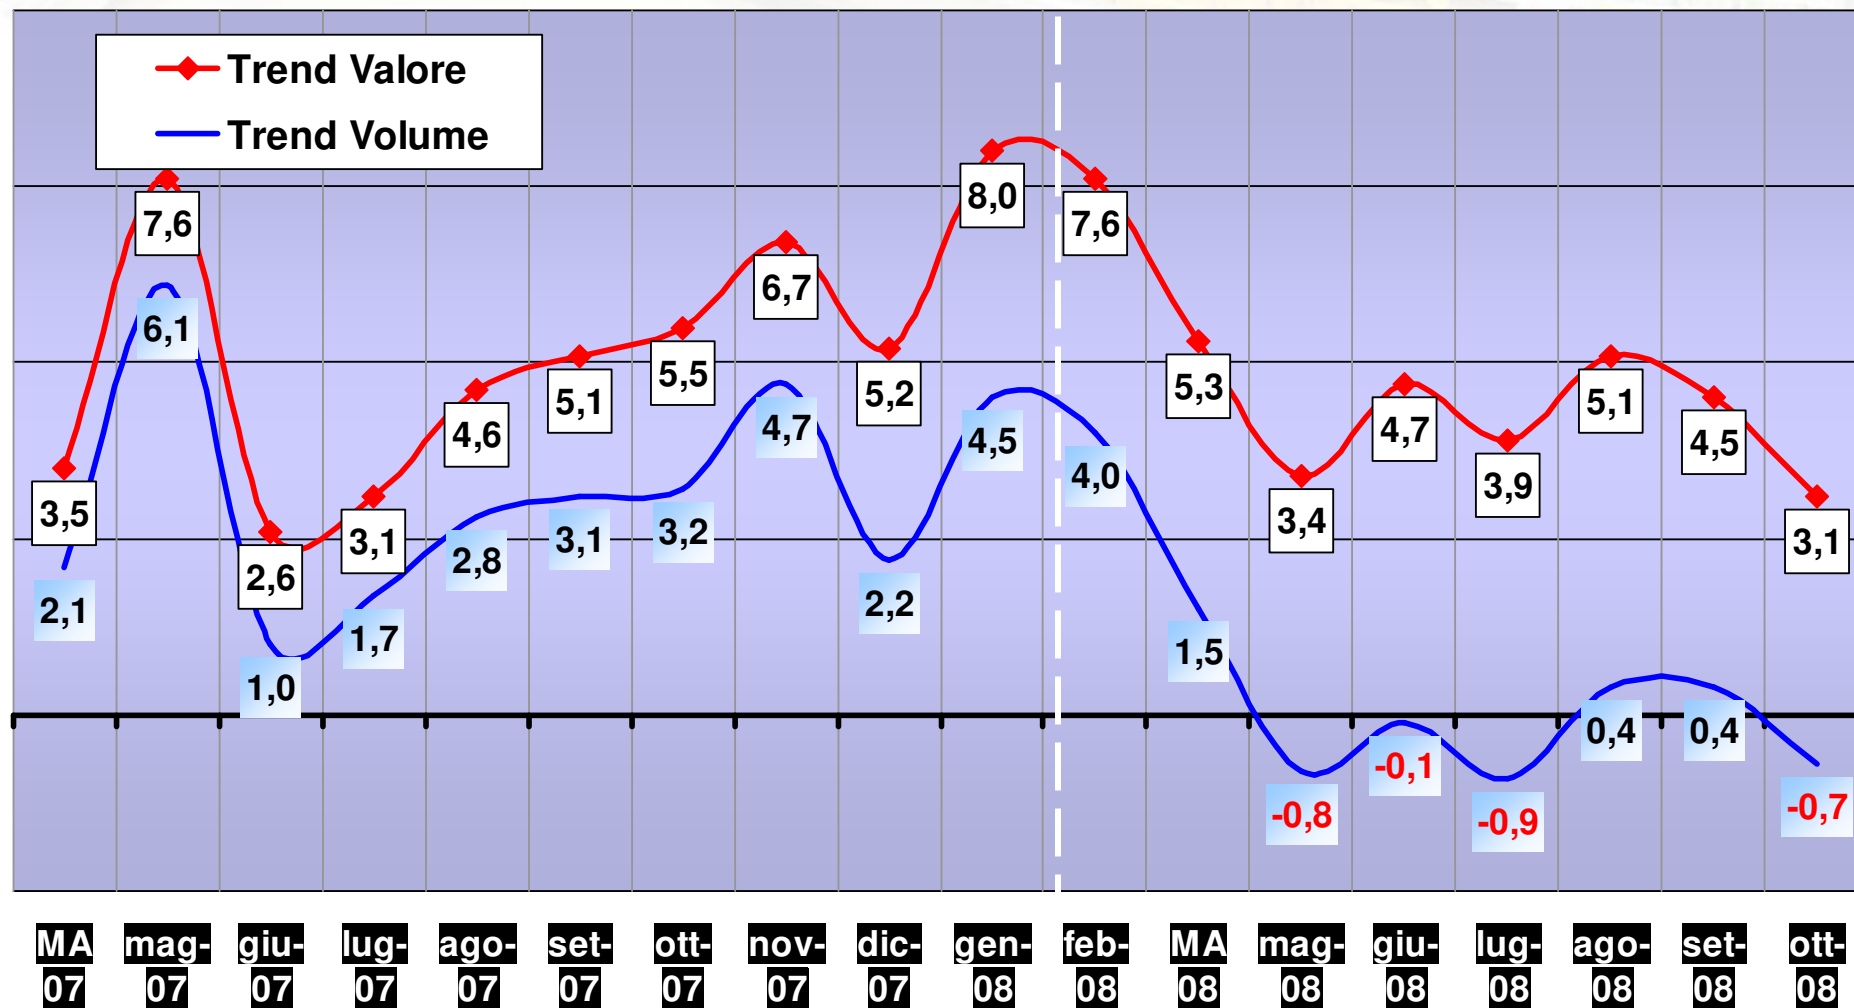 Trend Valore
Trend Volume
7,6
8,0
7,6
6,7
6,1
5,5
5,1
5,2
5,3
4,6
4,7
4,5
4,7
5,1
4,5
3,9
3,5
3,1
3,4
3,1
2,6
2,8
3,1
3,2
4,0
2,1
1,7
2,2
1,5
1,0
0,4
0,4
-0,1
-0,8
-0,9
-0,7
MA 07
mag-07
giu-07
lug-07
ago-07
set-07
ott-07
nov-07
dic-07
gen-08
feb-08
MA 08
mag-08
giu-08
lug-08
ago-08
set-08
ott-08